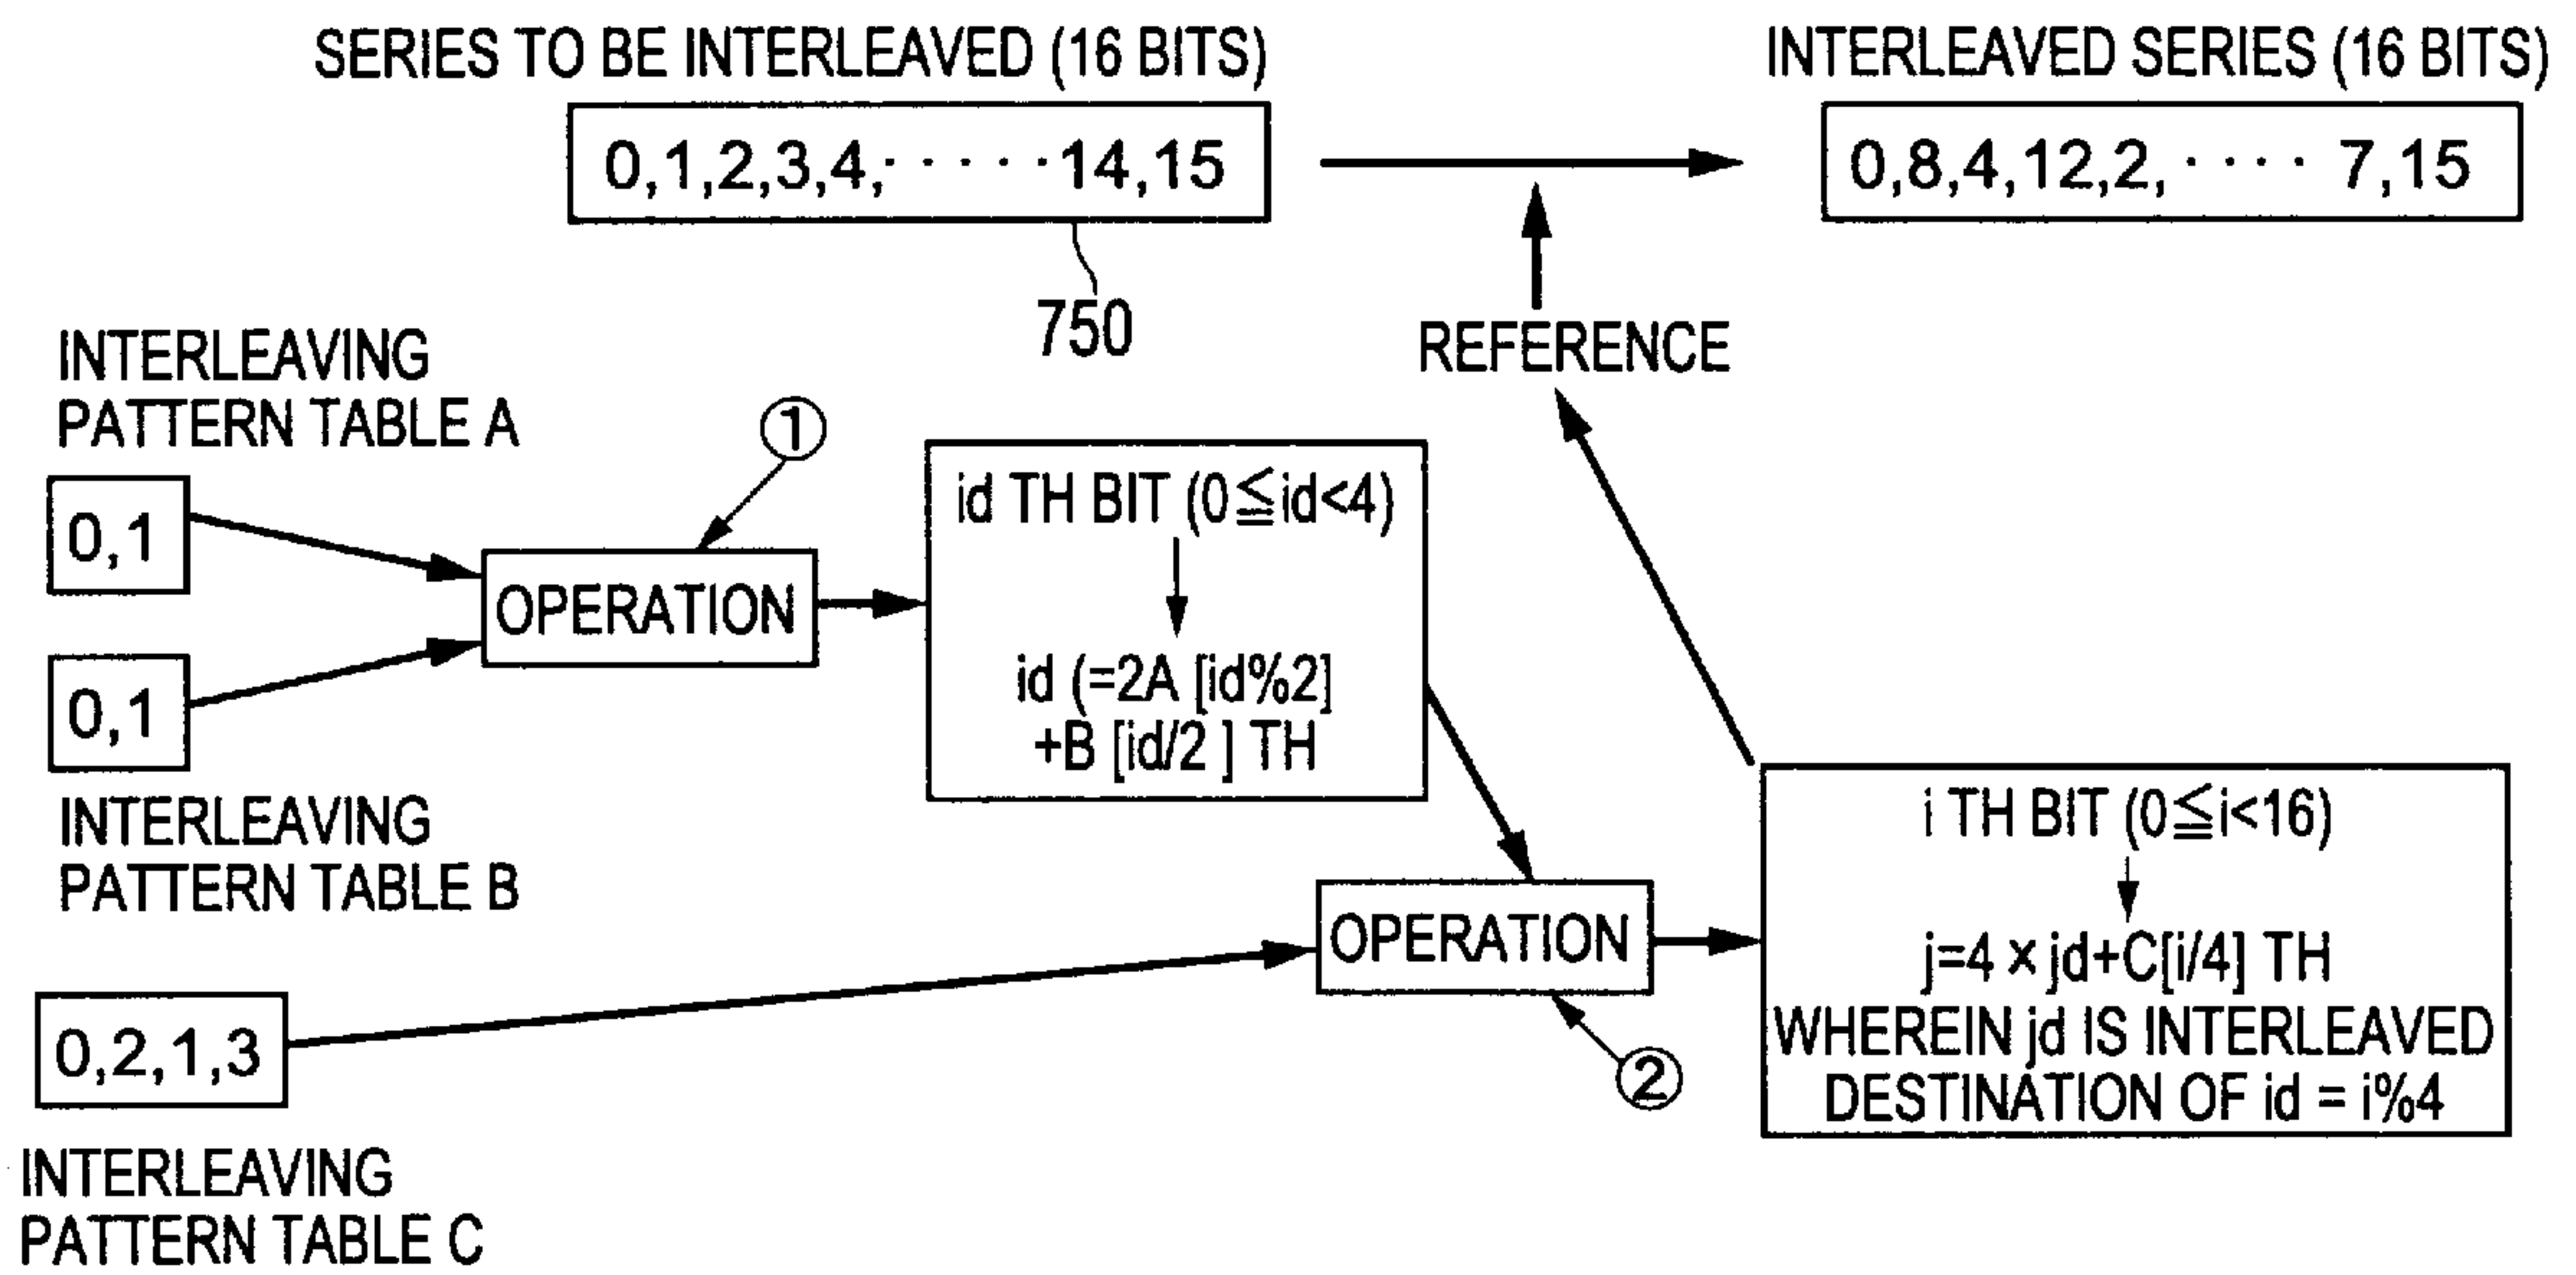 SERIES TO BE INTERLEAVED (16 BITS)
INTERLEAVED SERIES (16 BITS)
0,1,2,3,4,·····14,15
0,8,4,12,2,···· 7,15
750
REFERENCE
INTERLEAVING
PATTERN TABLE A
①
0,1
OPERATION
id TH BIT (0≦id<4)
id (=2A [id%2]
+B [id/2 ] TH
0,1
INTERLEAVING
PATTERN TABLE B
i TH BIT (0≦i<16)
OPERATION
j=4 × jd+C[i/4] TH
WHEREIN jd IS INTERLEAVED
DESTINATION OF id = i%4
②
0,2,1,3
INTERLEAVING
PATTERN TABLE C